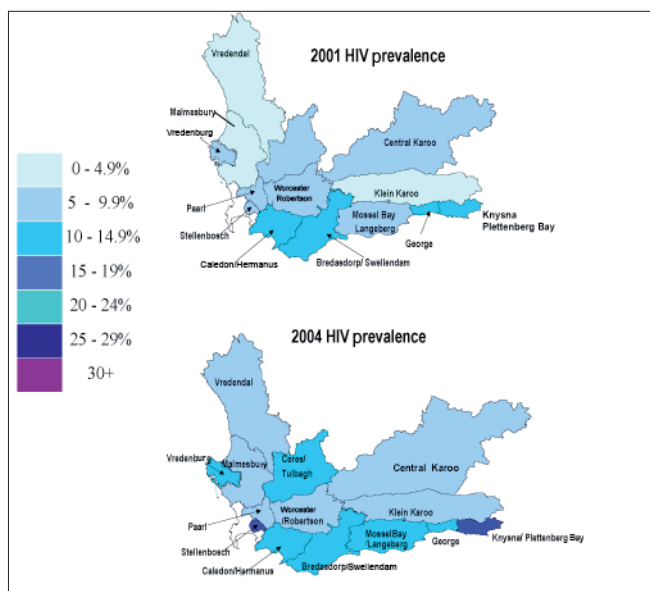 2001 HIV prevalence
Vredendal
Malmesbury
Vredenburg
Central Karoo
Worcester
Robertson
Klein Karoo
Paarl
Mossel Bay
Langeberg
Knysna
Plettenberg Bay
Stellenbosch
George
Caledon/Hermanus
Bredasdorp/ Swellendam
0 - 4.9%
5 - 9.9%
10 - 14.9%
15 - 19%
20 - 24%
25 - 29%
30+
2004 HIV prevalence
Vredendal
Vredenburg
Malmesbury
Ceres/
Tulbagh
Central Karoo
Paarl
Worcester
/Robertson
Klein Karoo
Stellenbosch
Mossel Bay
/Langeberg
George
Knysna/ Plettenberg Bay
Caledon/Hermanus
Bredasdorp/Swellendam